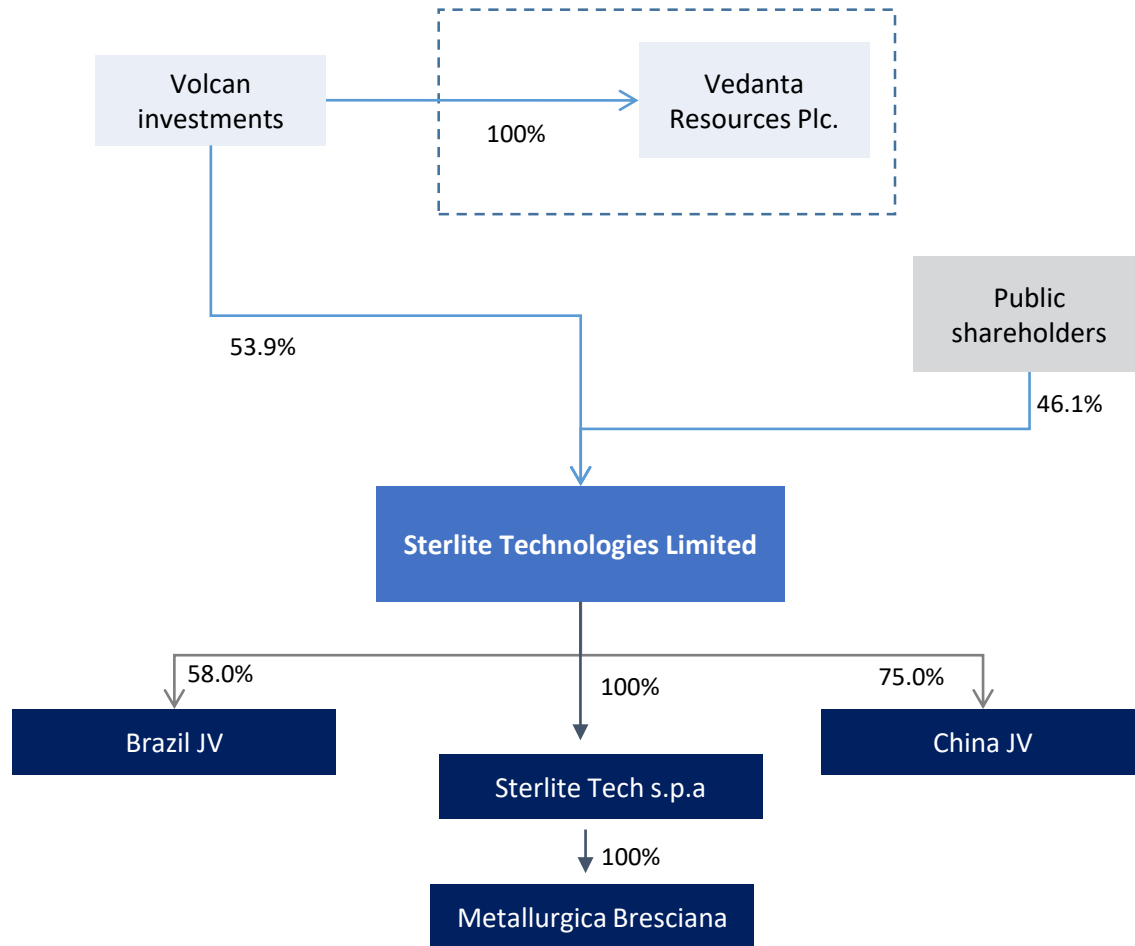 Volcan
investments
Vedanta
Resources Plc.
100%
Public
shareholders
53.9%
46.1%
Sterlite Technologies Limited
58.0%
100%
75.0%
Brazil JV
China JV
Sterlite Tech s.p.a
100%
Metallurgica Bresciana